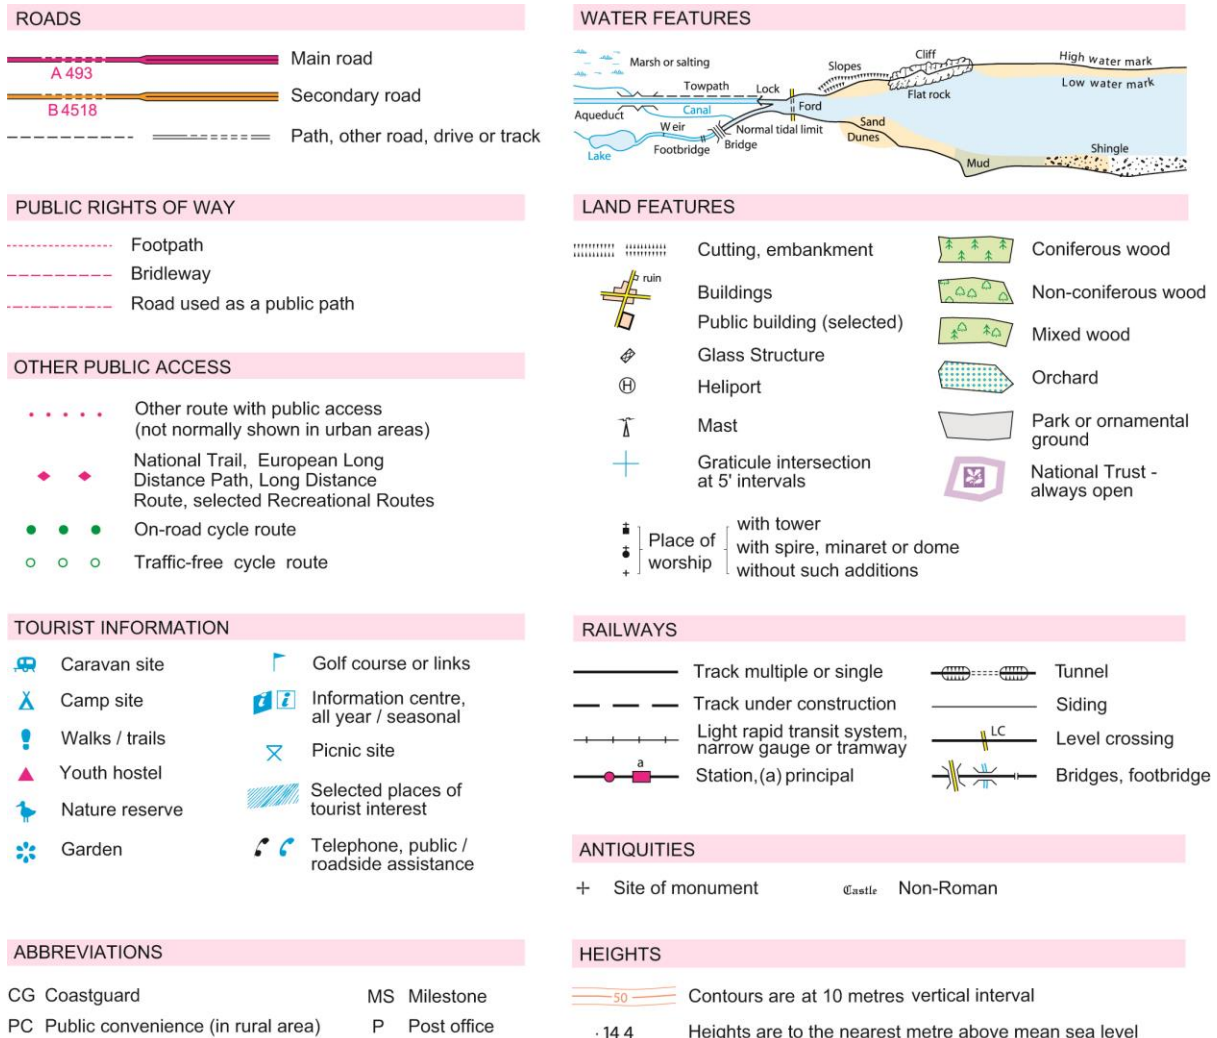 ROADS
A 493
Main road
B 4518
Secondary road
Path, other road, drive or track
PUBLIC RIGHTS OF WAY
Footpath
Bridleway
Road used as a public path
OTHER PUBLIC ACCESS
Other route with public access
(not normally shown in urban areas)
National Trail, European Long
Distance Path, Long Distance
Route, selected Recreational Routes
On-road cycle route
Traffic-free cycle route
TOURIST INFORMATION
Caravan site
Camp site
Walks / trails
Youth hostel
Nature reserve
Garden
Golf course or links
i i
Information centre,
all year / seasonal
Picnic site
Selected places of
tourist interest
Telephone, public /
roadside assistance
ABBREVIATIONS
CG Coastguard
PC Public convenience (in rural area)
MS Milestone
P Post office
WATER FEATURES
Marsh or salting
Slopes
Cliff
High water mark
Low water mark
Flat rock
Towpath
Lock
Ford
Aqueduct
Canal
Weir
Normal tidal limit
Sand
Dunes
Footbridge
Bridge
Lake
Mud
Shingle
LAND FEATURES
Cutting, embankment
ruin
Buildings
Public building (selected)
Glass Structure
H
Heliport
Mast
Graticule intersection
at 5' intervals
Place of
worship
with tower
with spire, minaret or dome
without such additions
Coniferous wood
Non-coniferous wood
Mixed wood
Orchard
Park or ornamental
ground
National Trust -
always open
RAILWAYS
Track multiple or single
Track under construction
Light rapid transit system,
narrow gauge or tramway
a
Station,(a) principal
Tunnel
Siding
LC
Level crossing
Bridges, footbridge
ANTIQUITIES
Site of monument
Castle
Non-Roman
HEIGHTS
50
Contours are at 10 metres vertical interval
· 144
Heights are to the nearest metre above mean sea level